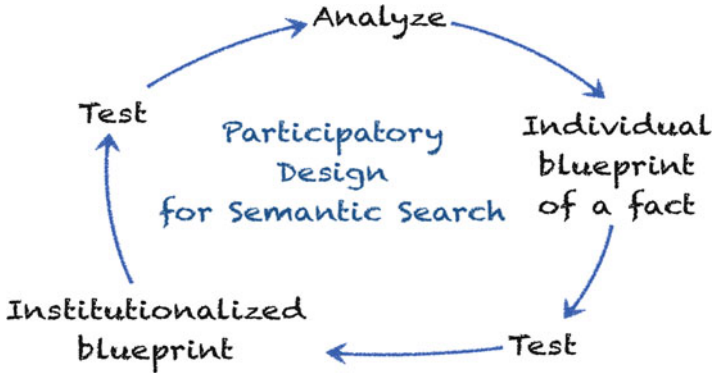 Analyze
Test
Individual
blueprint
of a fact
Participatory
Design
for Semantic Search
Institutionalized
blueprint
Test